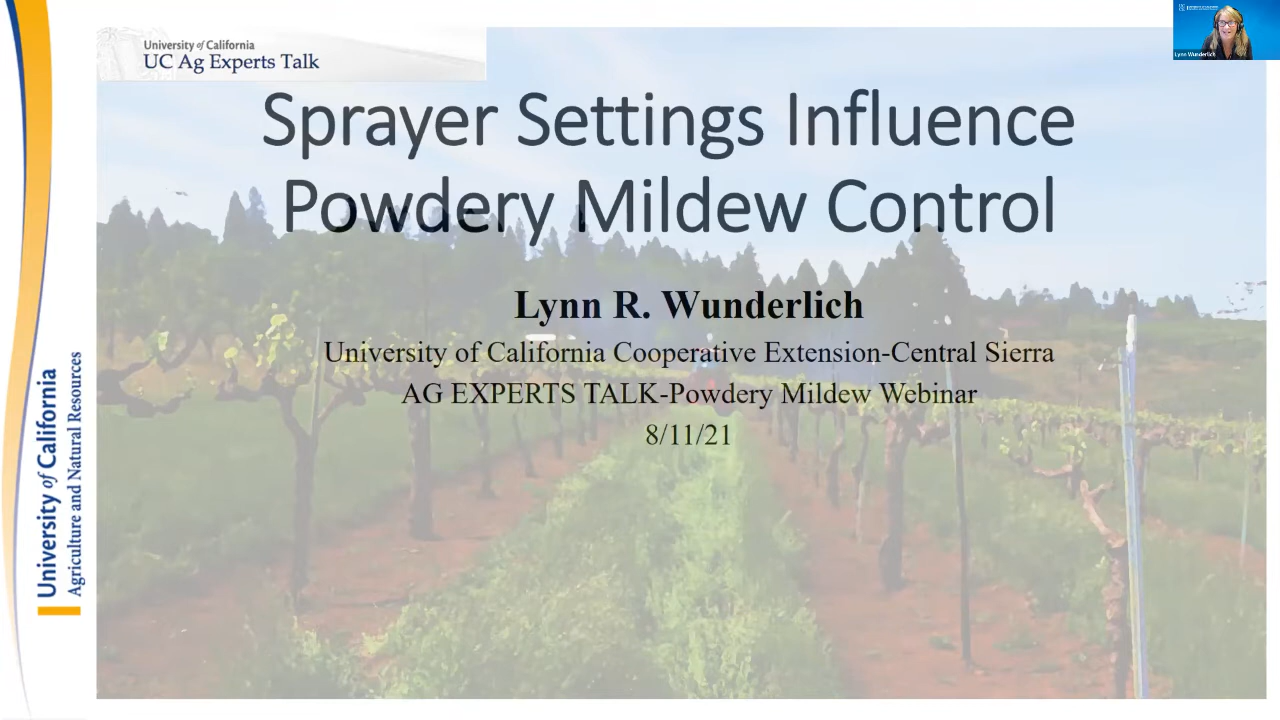 University of California
UC Ag Experts Talk
Lynn Wunderlich
Sprayer Settings Influence
Powdery Mildew Control
Lynn R. Wunderlich
University of California Cooperative Extension-Central Sierra
AG EXPERTS TALK-Powdery Mildew Webinar
8/11/21
University of California
Agriculture and Natural Resources